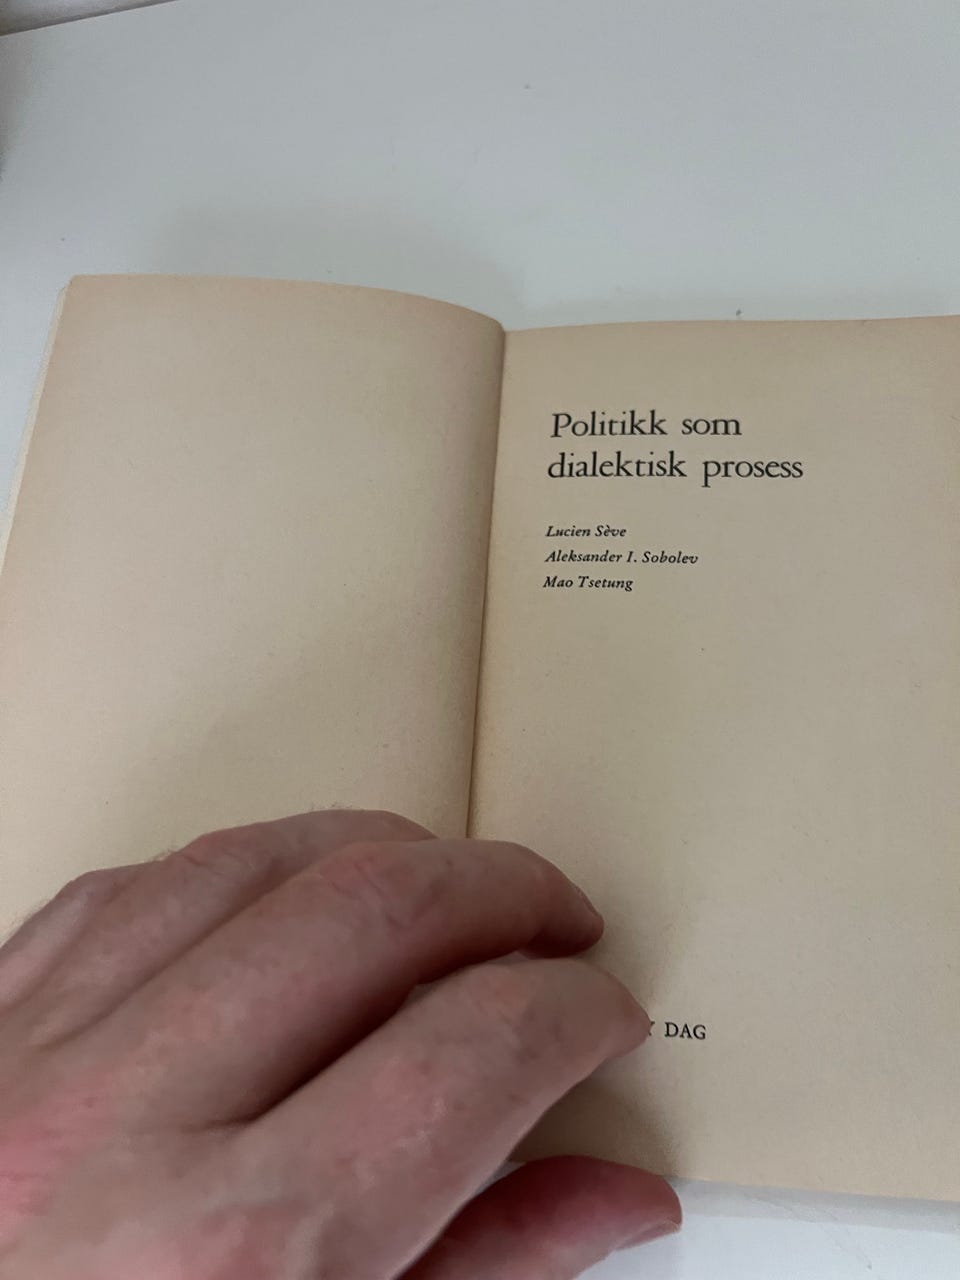 Politikk som
dialektisk prosess
Lucien Sève
Aleksander I. Sobolev
Mao Tsetung
DAG